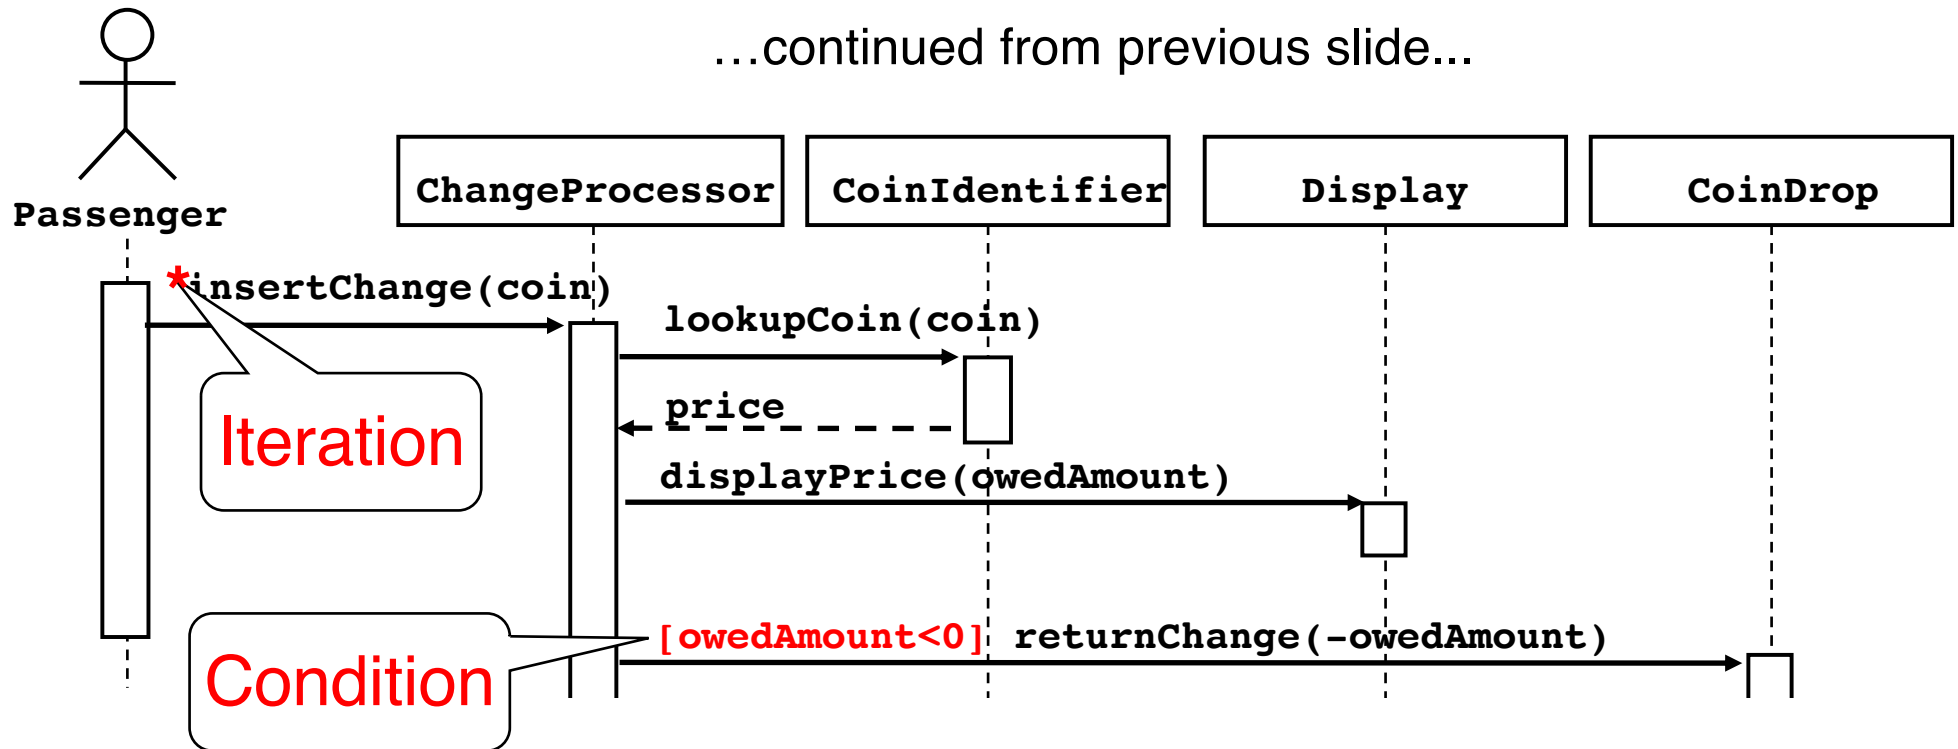 …continued from previous slide...
ChangeProcessor
CoinIdentifier
Display
CoinDrop
Passenger
*insertChange(coin)
lookupCoin(coin)
price
Iteration
displayPrice(owedAmount)
[owedAmount<0] returnChange(-owedAmount)
Condition